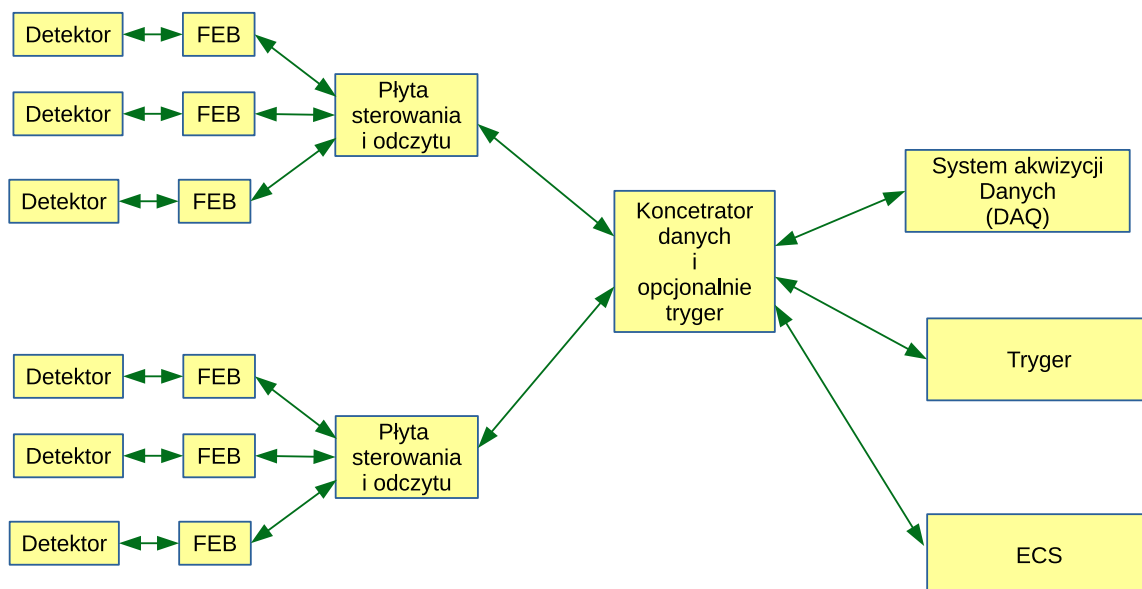 Detektor
FEB
Detektor
FEB
Detektor
FEB
Płyta
sterowania
i odczytu
Detektor
FEB
Detektor
FEB
Detektor
FEB
Płyta
sterowania
i odczytu
Koncetrator
danych
i
opcjonalnie
tryger
System akwizycji
Danych
(DAQ)
Tryger
ECS